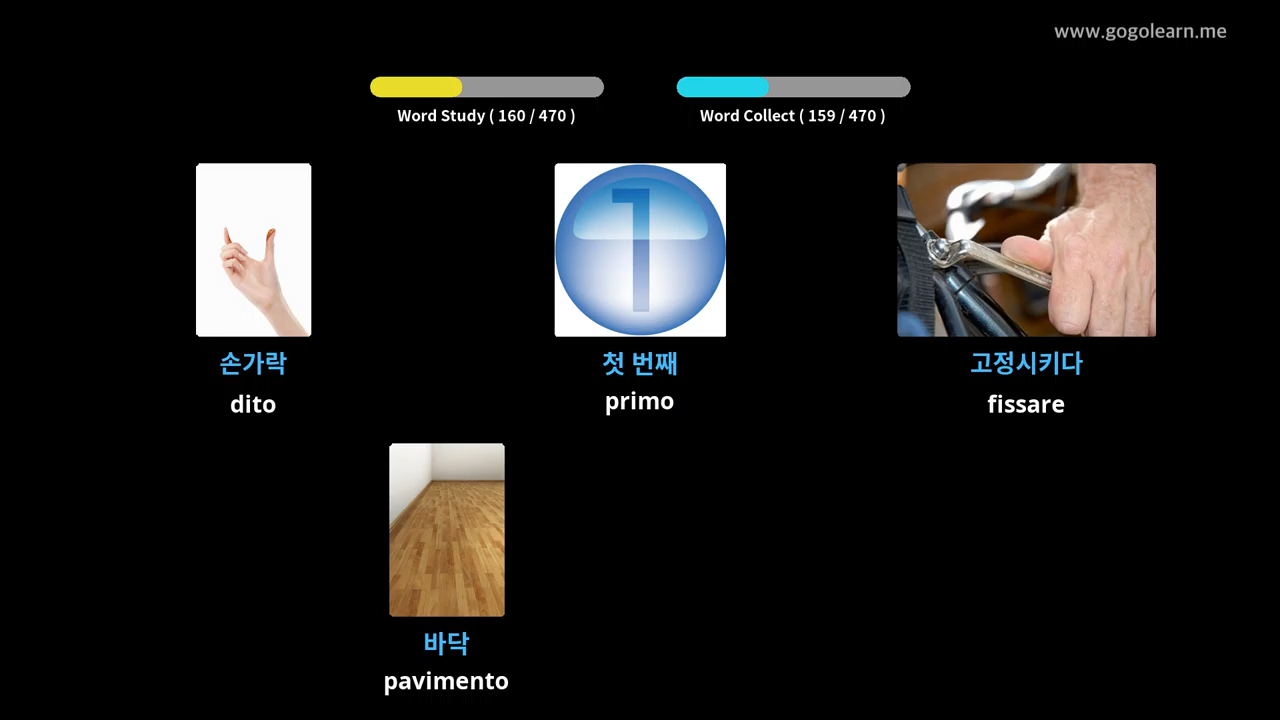 www.gogolearn.me
Word Study ( 160 / 470 )
Word Collect ( 159 / 470 )
1
손가락
첫 번째
고정시키다
dito
primo
fissare
바닥
pavimento